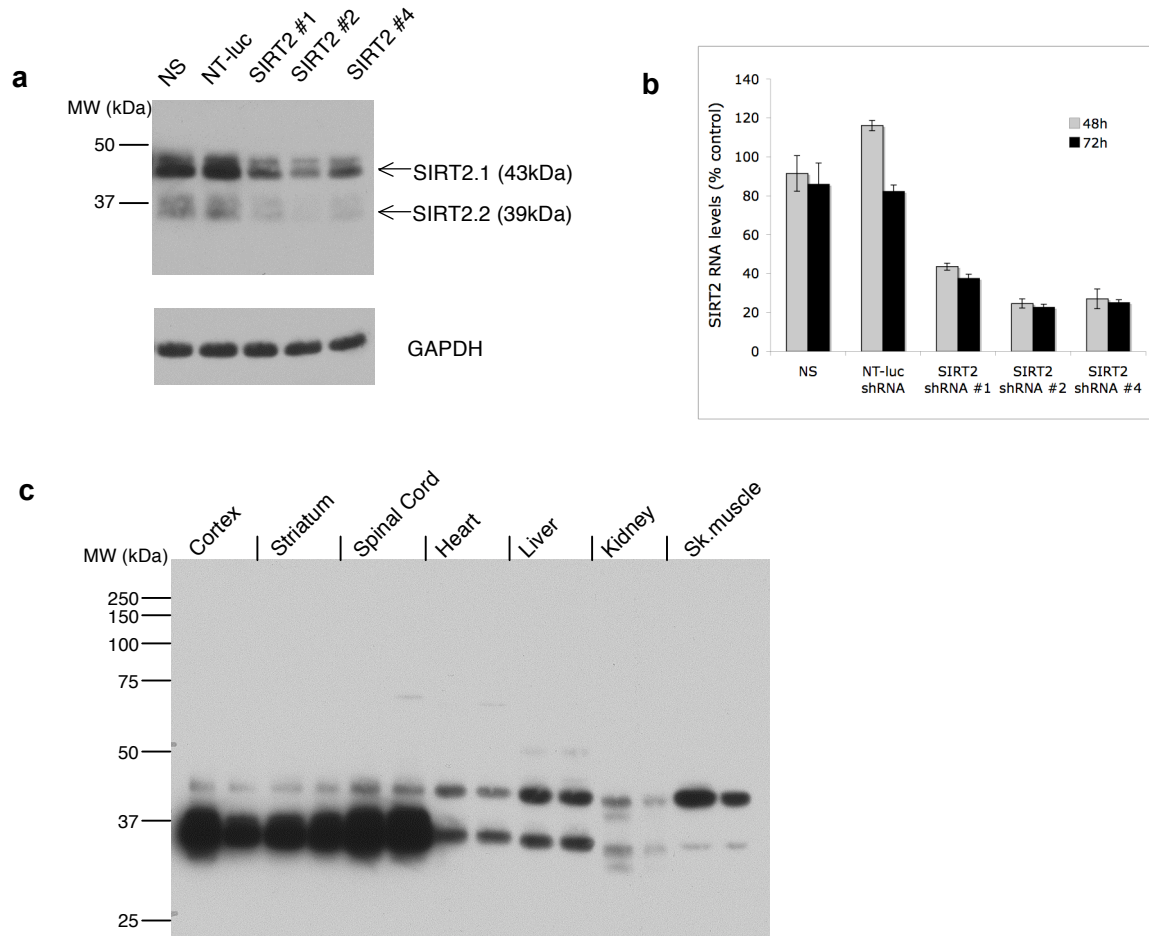 a
NS NT-luc SIRT2 #1 SIRT2 #2 SIRT2 #4
MW (kDa)
50
37
SIRT2.1 (43kDa)
SIRT2.2 (39kDa)
GAPDH
b
SIRT2 RNA levels (% control)
140
120
100
80
60
40
20
0
48h
72h
NS
NT-luc shRNA
SIRT2 shRNA #1
SIRT2 shRNA #2
SIRT2 shRNA #4
c
Cortex Striatum Spinal Cord Heart Liver Kidney Sk.muscle
MW (kDa)
250
150
100
75
50
37
25